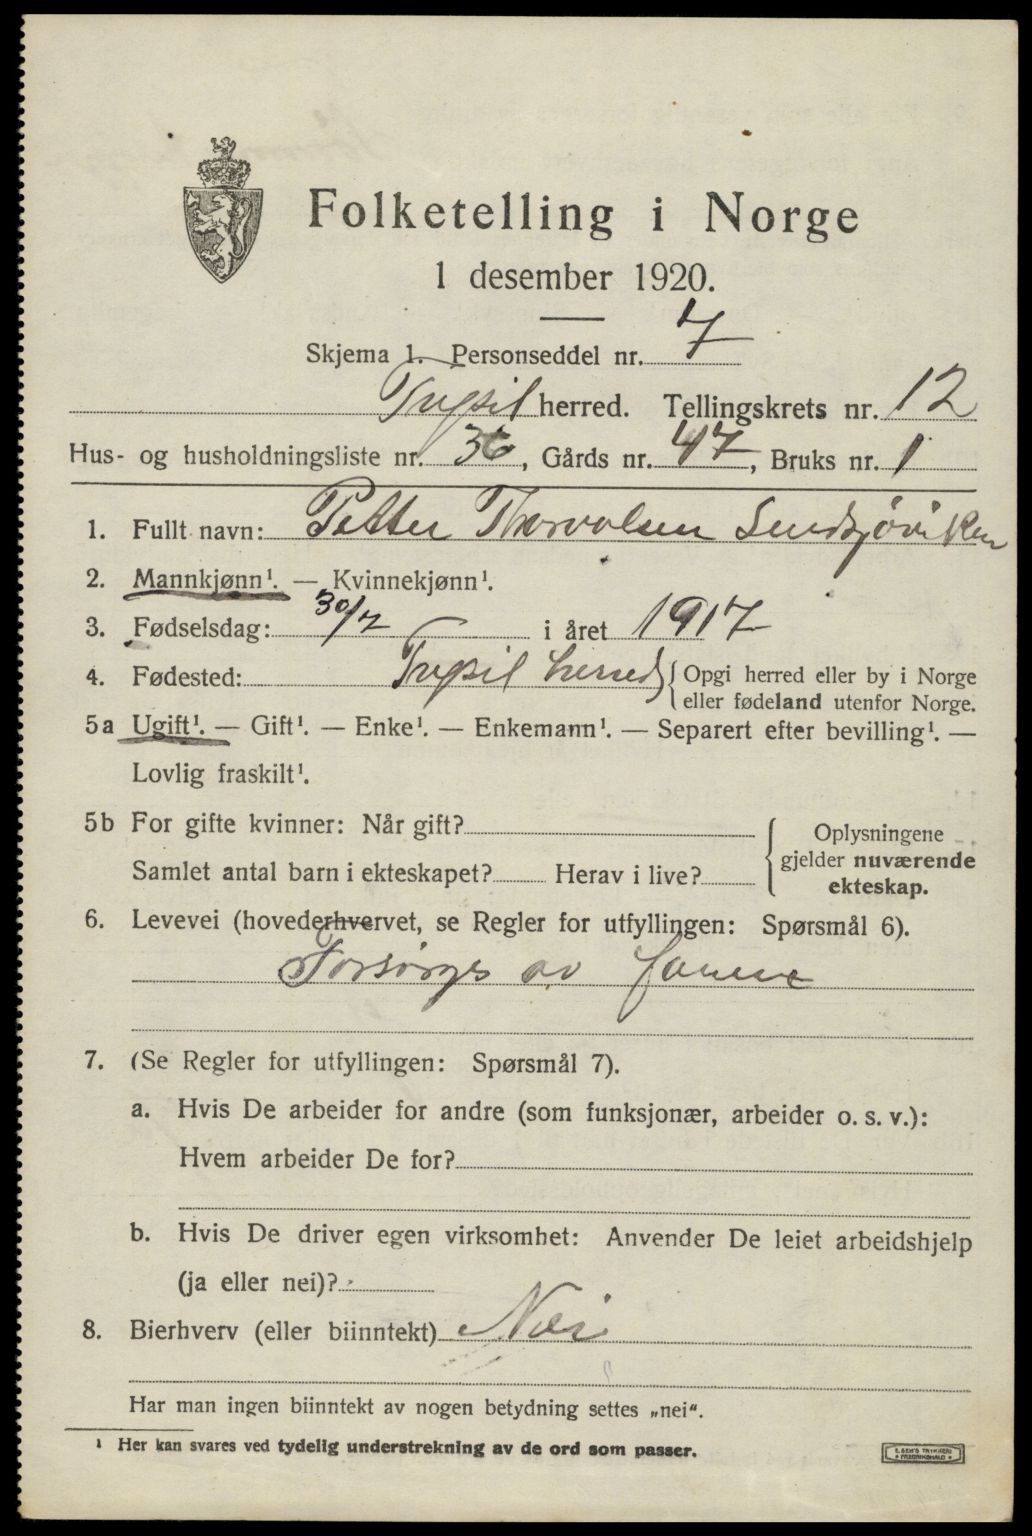 Folketelling i Norge
1 desember 1920.
Skjema 1. Personseddel nr. 7
Trysil herred. Tellingskrets nr. 12
Hus- og husholdningsliste nr. 36, Gårds nr. 47, Bruks nr. 1
1. Fullt navn: Petter Thorvalsen
2. Mannkjønn¹. — Kvinnekjønn¹.
3. Fødselsdag: 30/7 i året 1917
4. Fødested: Trysil herred { Opgi herred eller by i Norge
eller fødeland utenfor Norge.
5a Ugift¹. — Gift¹. — Enke¹. — Enkemann¹. — Separert efter bevilling¹. —
Lovlig fraskilt¹.
5b For gifte kvinner: Når gift?
Samlet antal barn i ekteskapet? Herav i live?
{ Oplysningene
gjelder nuværende
ekteskap.
6. Levevei (hovederhvervet, se Regler for utfyllingen: Spørsmål 6).
Forsørges av
7. (Se Regler for utfyllingen: Spørsmål 7).
a. Hvis De arbeider for andre (som funksjonær, arbeider o. s. v.):
Hvem arbeider De for?
b. Hvis De driver egen virksomhet: Anvender De leiet arbeidshjelp
(ja eller nei)?
8. Bierhverv (eller biinntekt) Nei
Har man ingen biinntekt av nogen betydning settes „nei".
¹ Her kan svares ved tydelig understrekning av de ord som passer.